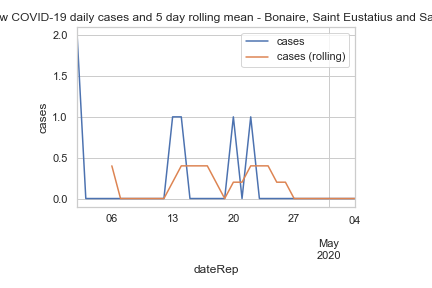 w COVID-19 daily cases and 5 day rolling mean - Bonaire, Saint Eustatius and Sa
cases
cases (rolling)
2.0
1.5
1.0
0.5
0.0
cases
06
13
20
27
04
May
2020
dateRep